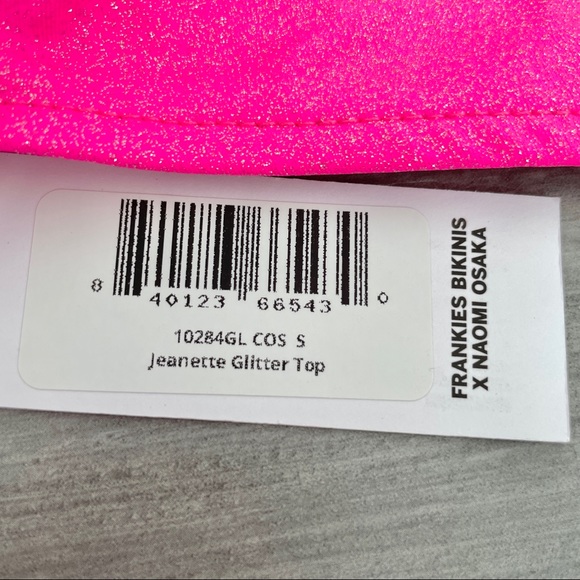 8 40123 66543 0
10284GL COS S
Jeanette Glitter Top
FRANKIES BIKINIS
X NAOMI OSAKA